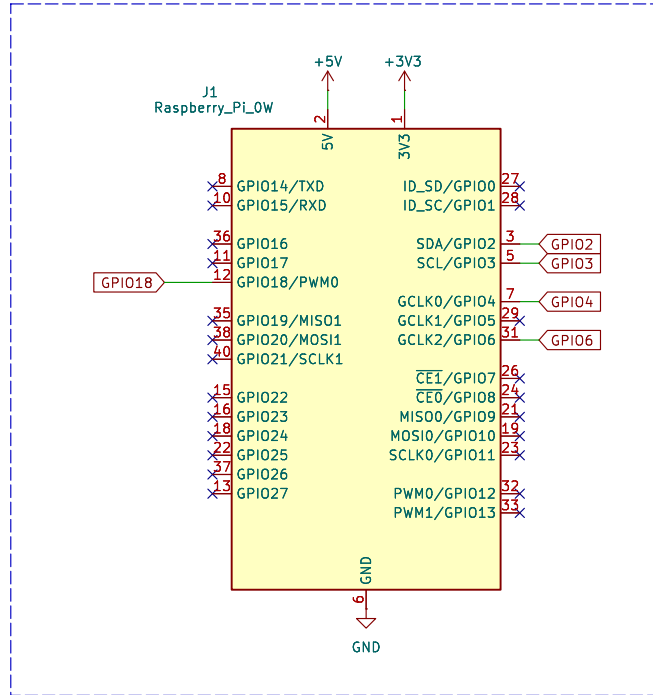 +5V
+3V3
J1
Raspberry_Pi_0W
2
1
5V
3V3
8 GPIO14/TXD
ID_SD/GPIO0 27
10 GPIO15/RXD
ID_SC/GPIO1 28
36 GPIO16
SDA/GPIO2 3 GPIO2
11 GPIO17
SCL/GPIO3 5 GPIO3
GPIO18 12 GPIO18/PWM0
GCLK0/GPIO4 7 GPIO4
35 GPIO19/MISO1
GCLK1/GPIO5 29
38 GPIO20/MOSI1
GCLK2/GPIO6 31 GPIO6
40 GPIO21/SCLK1
CE1/GPIO7 26
15 GPIO22
CE0/GPIO8 24
16 GPIO23
MISO0/GPIO9 21
18 GPIO24
MOSI0/GPIO10 19
22 GPIO25
SCLK0/GPIO11 23
37 GPIO26
13 GPIO27
PWM0/GPIO12 32
PWM1/GPIO13 33
GND
6
GND